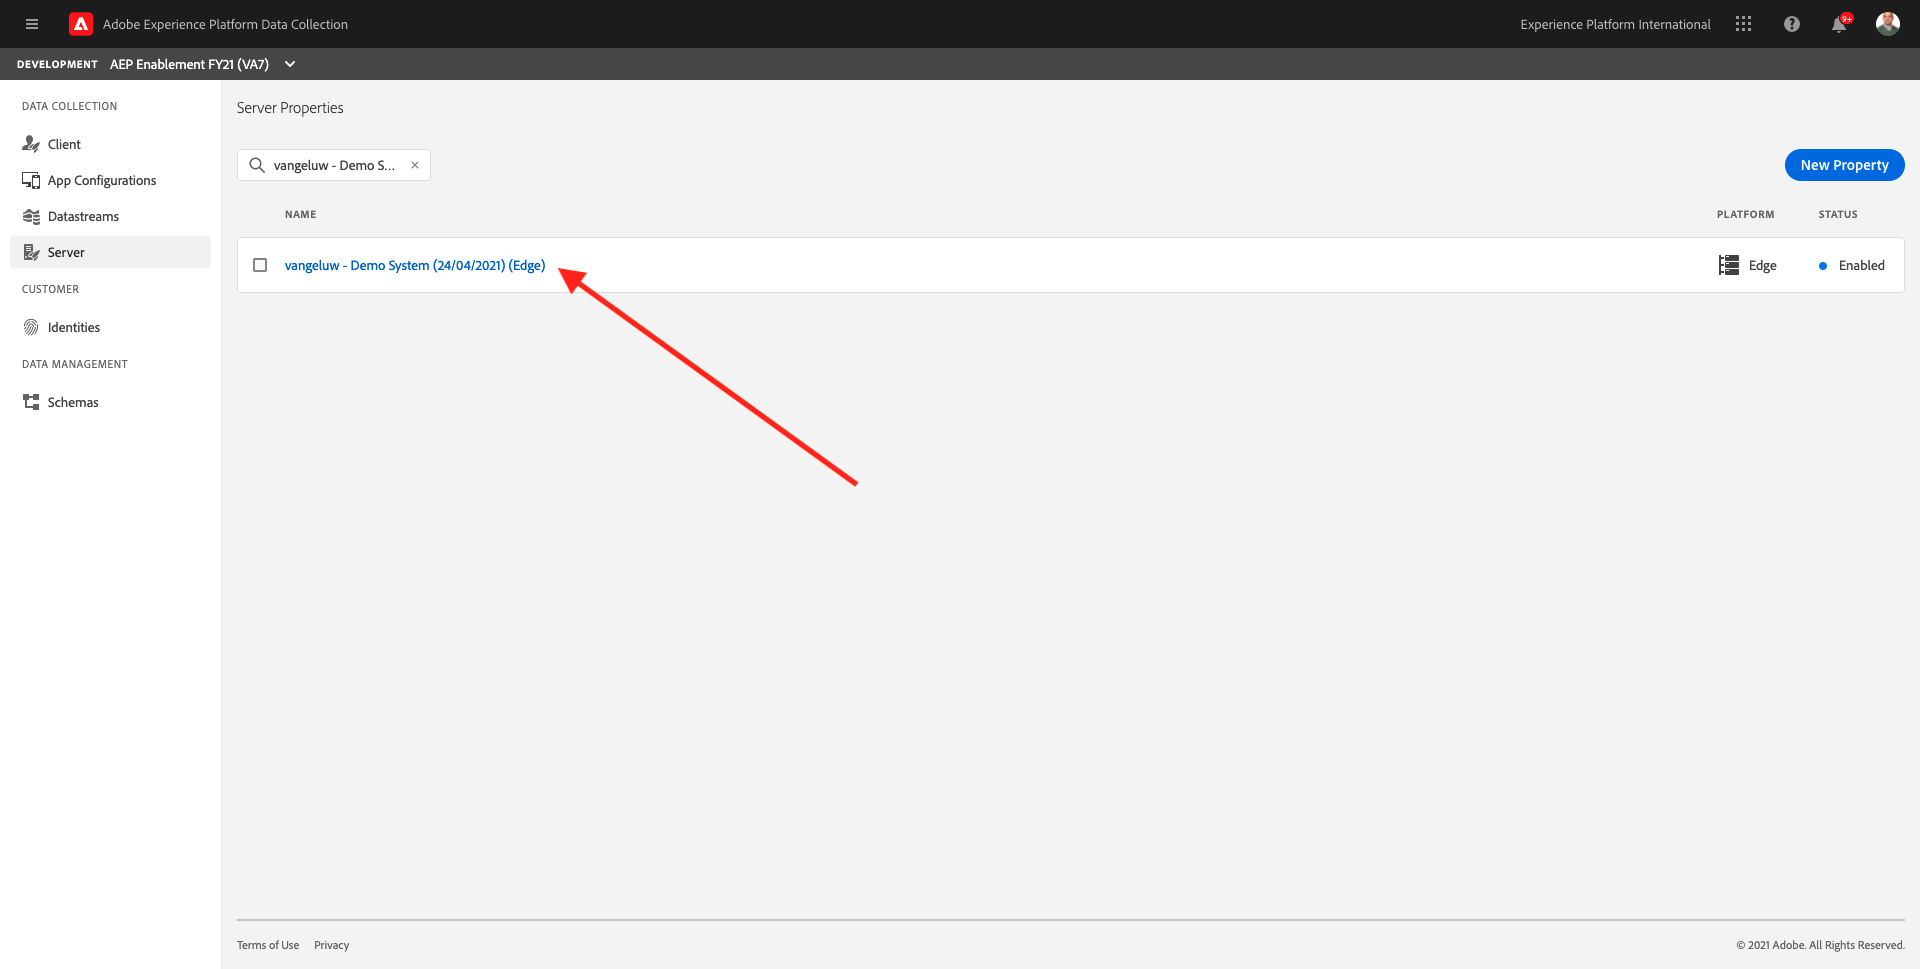 Adobe Experience Platform Data Collection
Experience Platform International
9+
DEVELOPMENT AEP Enablement FY21 (VA7)
DATA COLLECTION
Client
App Configurations
Datastreams
Server
CUSTOMER
Identities
DATA MANAGEMENT
Schemas
Server Properties
vangeluw - Demo S...
New Property
NAME PLATFORM STATUS
vangeluw - Demo System (24/04/2021) (Edge) Edge Enabled
Terms of Use Privacy
© 2021 Adobe. All Rights Reserved.